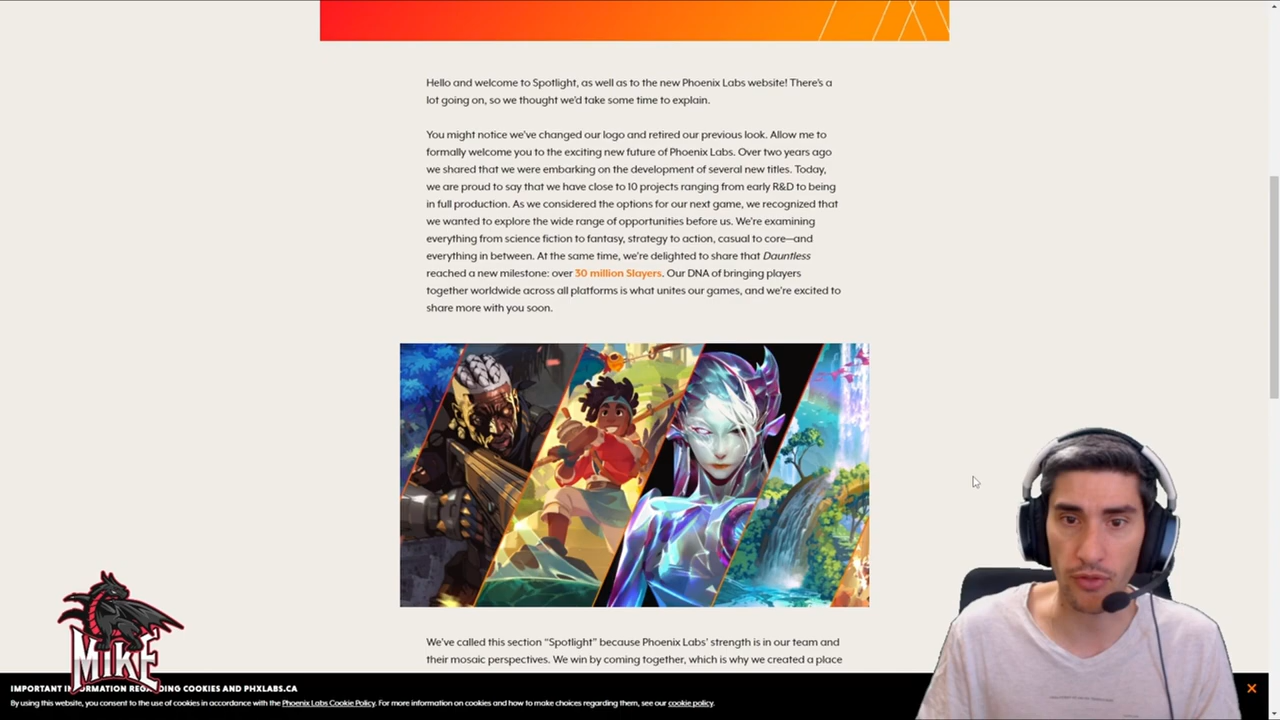 Hello and welcome to Spotlight, as well as to the new Phoenix Labs website! There's a
lot going on, so we thought we'd take some time to explain.
You might notice we've changed our logo and retired our previous look. Allow me to
formally welcome you to the exciting new future of Phoenix Labs. Over two years ago
we shared that we were embarking on the development of several new titles. Today,
we are proud to say that we have close to 10 projects ranging from early R&D to being
in full production. As we considered the options for our next game, we recognized that
we wanted to explore the wide range of opportunities before us. We're examining
everything from science fiction to fantasy, strategy to action, casual to core—and
everything in between. At the same time, we're delighted to share that Dauntless
reached a new milestone: over 30 million Slayers. Our DNA of bringing players
together worldwide across all platforms is what unites our games, and we're excited to
share more with you soon.
We've called this section “Spotlight” because Phoenix Labs' strength is in our team and
their mosaic perspectives. We win by coming together, which is why we created a place
MIKE
IMPORTANT INFORMATION REGARDING COOKIES AND PHXLABS.CA
By using this website, you consent to the use of cookies in accordance with the Phoenix Labs Cookie Policy. For more information on cookies and how to make choices regarding them, see our cookie policy.